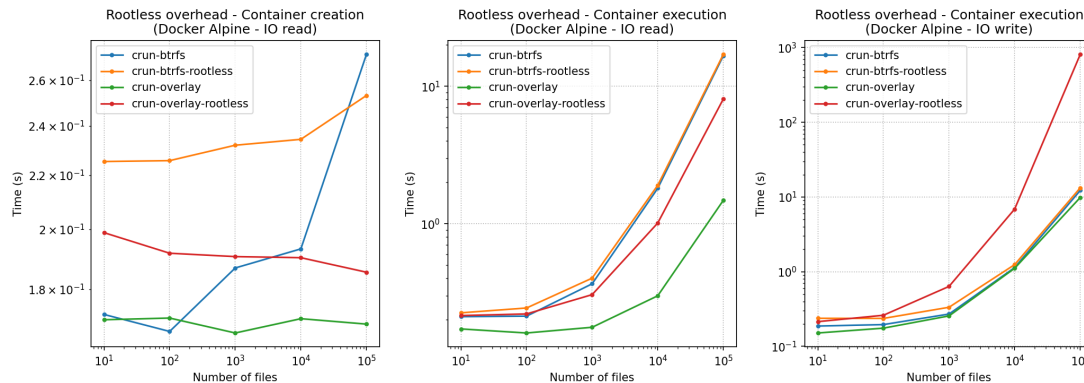 Rootless overhead - Container creation
(Docker Alpine - IO read)
crun-btrfs
crun-btrfs-rootless
crun-overlay
crun-overlay-rootless
2.6 × 10⁻¹
2.4 × 10⁻¹
2.2 × 10⁻¹
2 × 10⁻¹
1.8 × 10⁻¹
Time (s)
10¹ 10² 10³ 10⁴ 10⁵
Number of files
Rootless overhead - Container execution
(Docker Alpine - IO read)
crun-btrfs
crun-btrfs-rootless
crun-overlay
crun-overlay-rootless
10¹
10⁰
Time (s)
10¹ 10² 10³ 10⁴ 10⁵
Number of files
Rootless overhead - Container execution
(Docker Alpine - IO write)
crun-btrfs
crun-btrfs-rootless
crun-overlay
crun-overlay-rootless
10³
10²
10¹
10⁰
10⁻¹
Time (s)
10¹ 10² 10³ 10⁴ 10⁵
Number of files